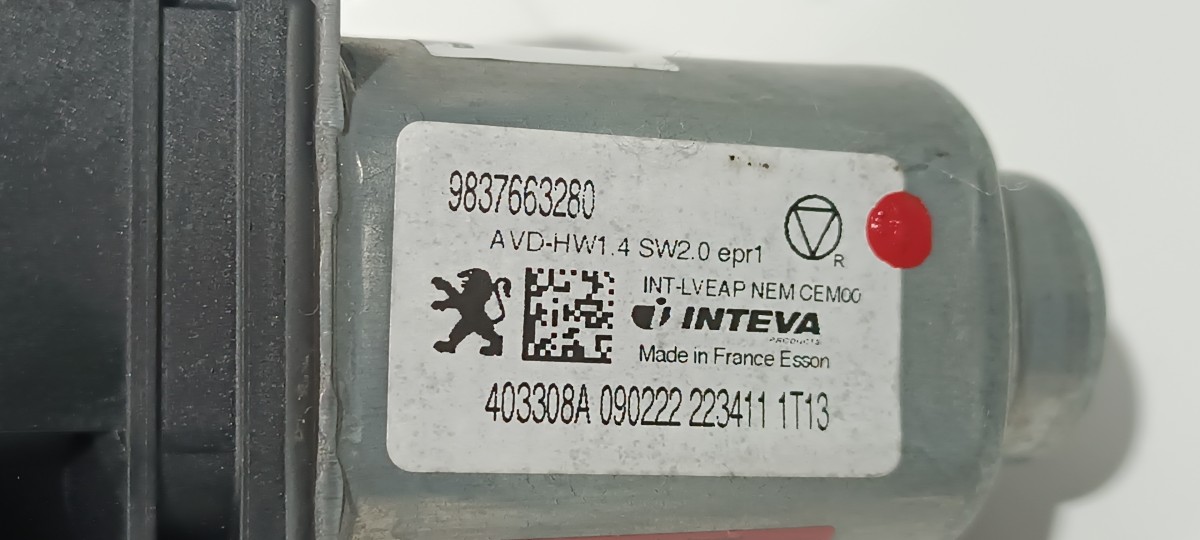 9837663280
AVD-HW1.4 SW2.0 epr1
R
INT-LVEAP NEM CEM00
INTEVA
PRODUCTS
Made in France Esson
403308A 090222 223411 1T13